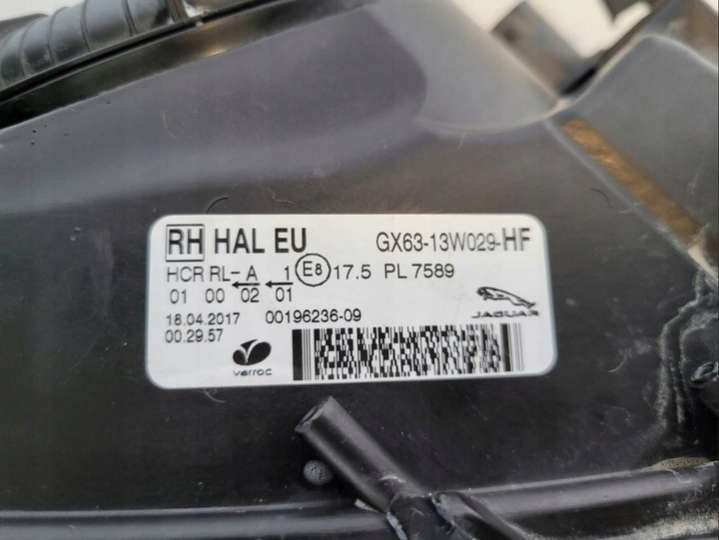 RH HAL EU GX63-13W029-HF
HCR RL-A 1 E8 17.5 PL 7589
01 00 02 01
18.04.2017 00196236-09
00.29.57
JAGUAR
varroc